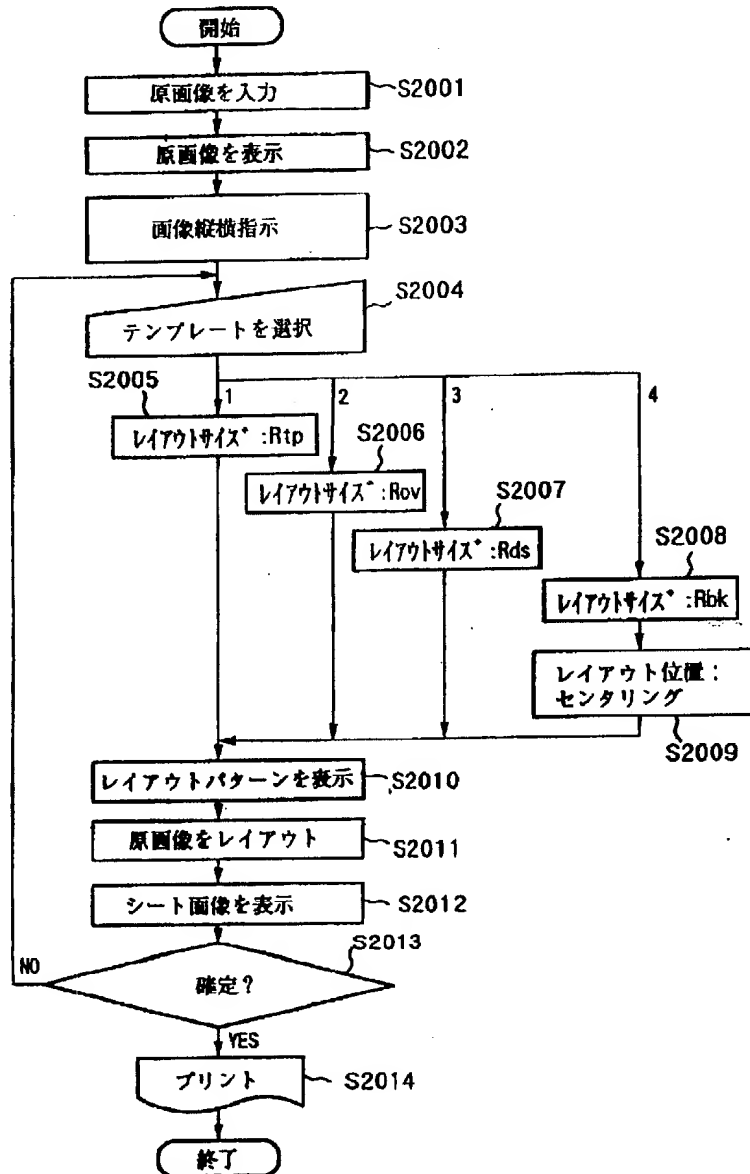 開始
原画像を入力
S2001
原画像を表示
S2002
画像縦横指示
S2003
S2004
テンプレートを選択
S2005
1
2
3
4
レイアウトサイズ:Rtp
S2006
レイアウトサイズ:Rov
S2007
レイアウトサイズ:Rds
S2008
レイアウトサイズ:Rbk
レイアウト位置:
センタリング
S2009
レイアウトパターンを表示
S2010
原画像をレイアウト
S2011
シート画像を表示
S2012
S2013
NO
確定?
YES
プリント
S2014
終了